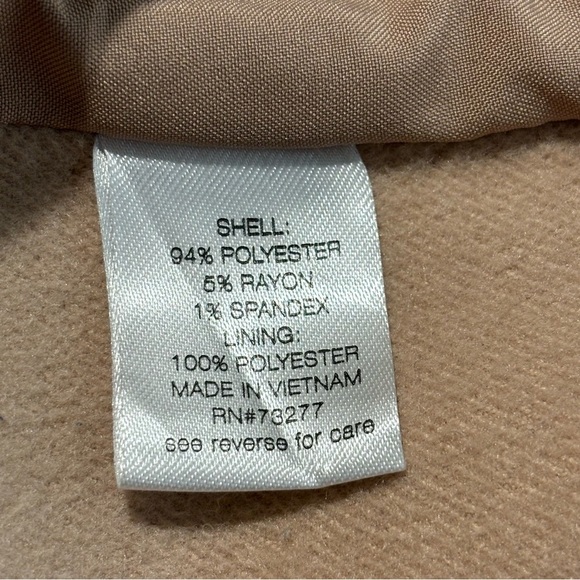 SHELL:
94% POLYESTER
5% RAYON
1% SPANDEX
LINING:
100% POLYESTER
MADE IN VIETNAM
RN#73277
see reverse for care